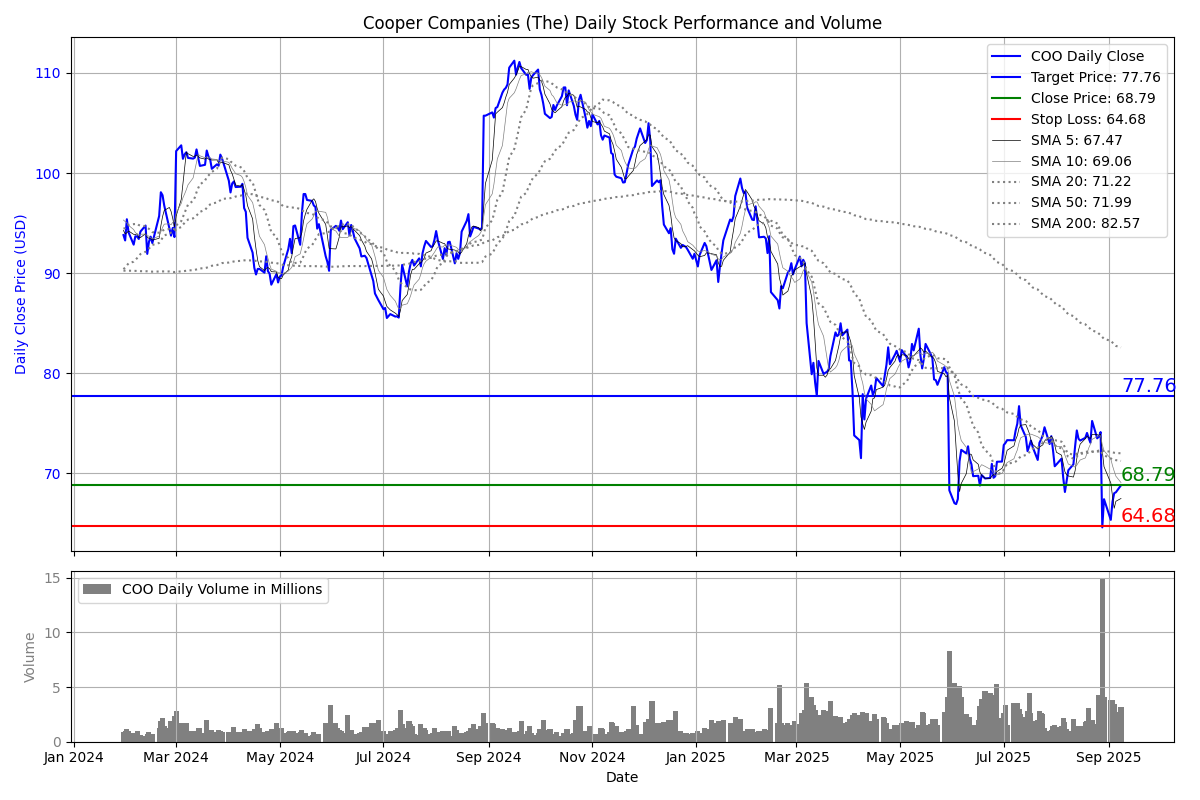 Cooper Companies (The) Daily Stock Performance and Volume
110
100
90
80
70
Daily Close Price (USD)
COO Daily Close
Target Price: 77.76
Close Price: 68.79
Stop Loss: 64.68
SMA 5: 67.47
SMA 10: 69.06
SMA 20: 71.22
SMA 50: 71.99
SMA 200: 82.57
77.76
68.79
64.68
15
10
5
0
Volume
COO Daily Volume in Millions
Jan 2024
Mar 2024
May 2024
Jul 2024
Sep 2024
Nov 2024
Jan 2025
Mar 2025
May 2025
Jul 2025
Sep 2025
Date